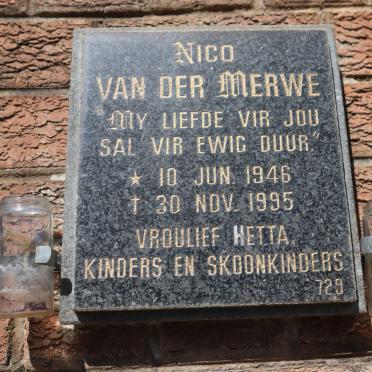 Nico
VAN DER MERWE
"MY LIEFDE VIR JOU
SAL VIR EWIG DUUR."
★ 10 JUN. 1946
† 30 NOV. 1995
VROULIEF HETTA,
KINDERS EN SKOONKINDERS
729